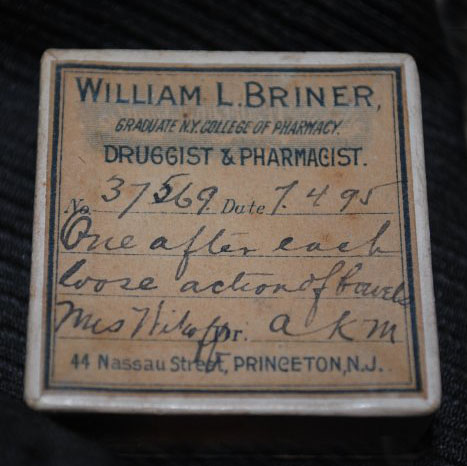 WILLIAM L. BRINER,
GRADUATE N.Y. COLLEGE OF PHARMACY.
DRUGGIST & PHARMACIST.
No. 37569 Date 7.4 95
One after each
loose action of bowels
Mrs Dr. a k m
44 Nassau Street, PRINCETON, N.J.